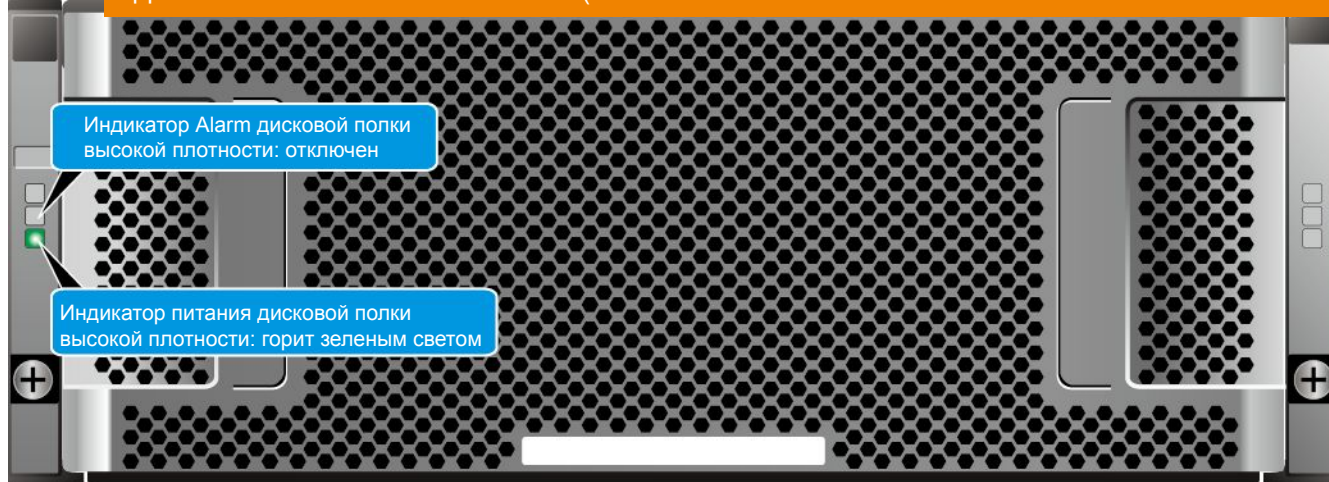 Индикатор Alarm дисковой полки
высокой плотности: отключен
Индикатор питания дисковой полки
высокой плотности: горит зеленым светом